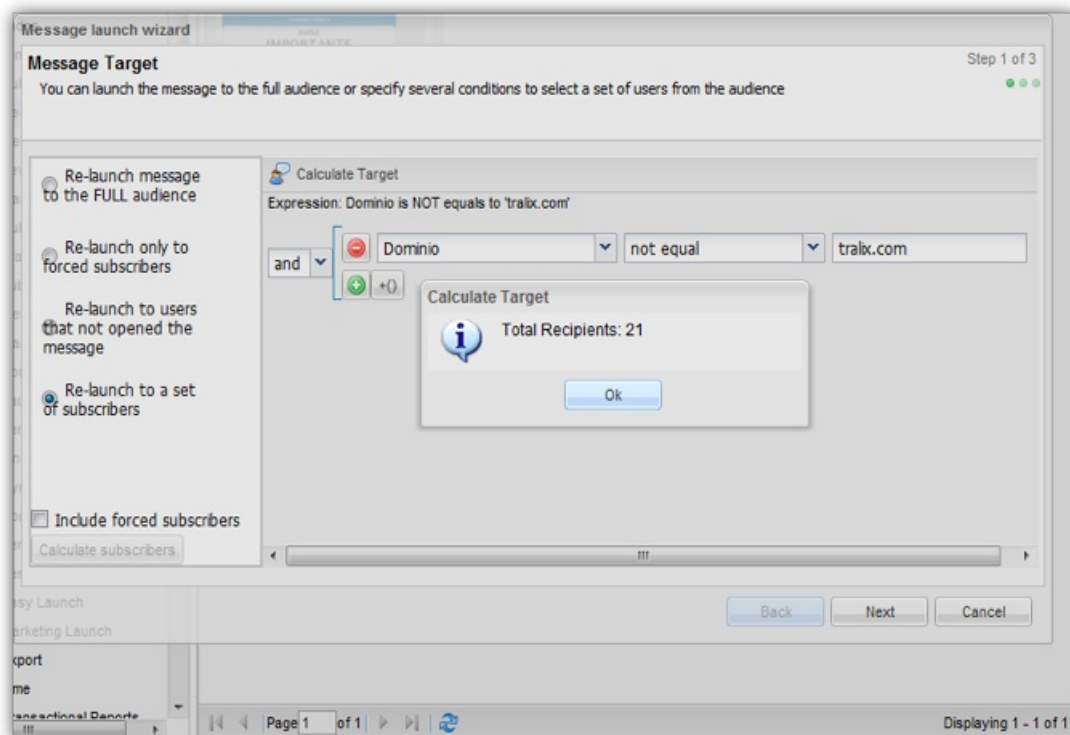 AVISO
IMPORTANTE
Message launch wizard
Message Target
Step 1 of 3
You can launch the message to the full audience or specify several conditions to select a set of users from the audience
Re-launch message
to the FULL audience
Re-launch only to
forced subscribers
Re-launch to users
that not opened the
message
Re-launch to a set
of subscribers
Include forced subscribers
Calculate subscribers
Calculate Target
Expression: Dominio is NOT equals to 'tralix.com'
and
Dominio
not equal
tralix.com
+()
Calculate Target
Total Recipients: 21
Ok
Back
Next
Cancel
asy Launch
arketing Launch
xport
me
ransactional Reports
Page 1 of 1
Displaying 1 - 1 of 1